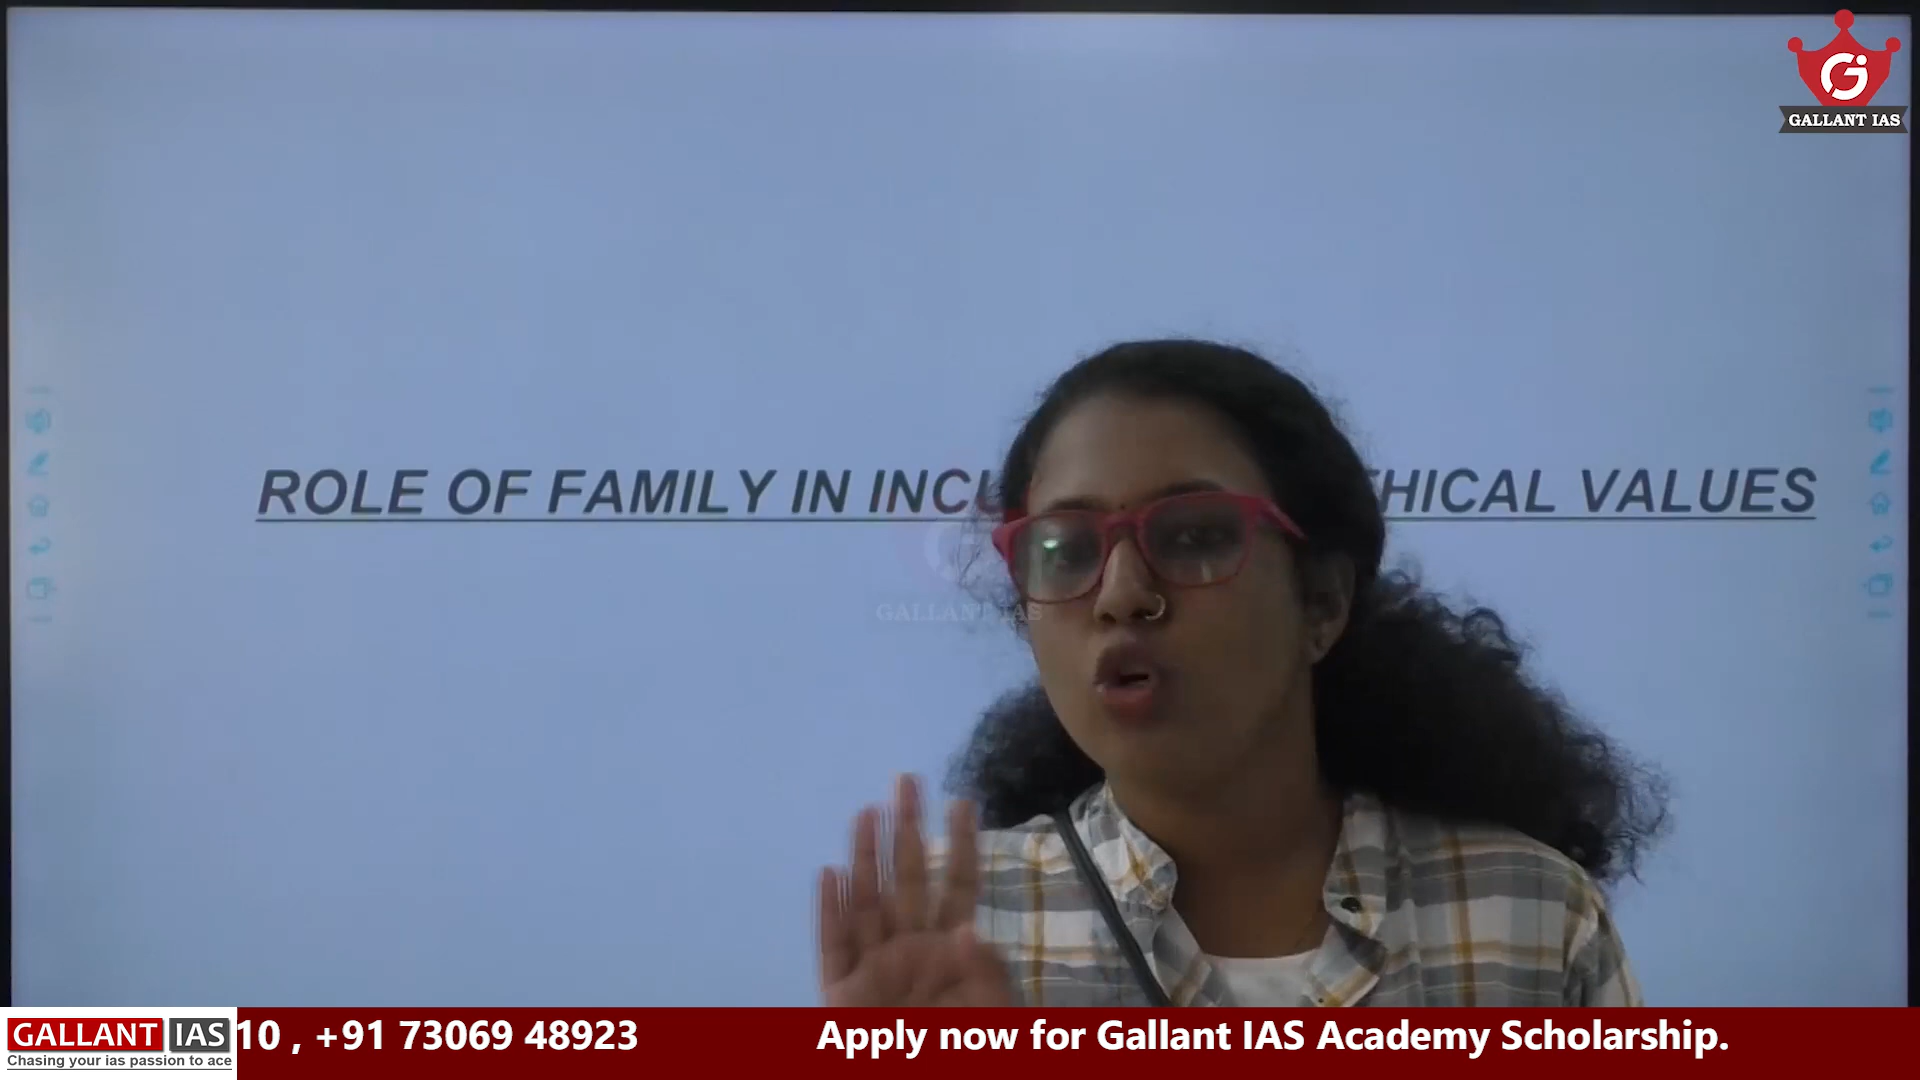 GALLANT IAS
ROLE OF FAMILY IN INCU HICAL VALUES
GALLANT IAS
GALLANT IAS
Chasing your ias passion to ace
10 , +91 73069 48923 Apply now for Gallant IAS Academy Scholarship.